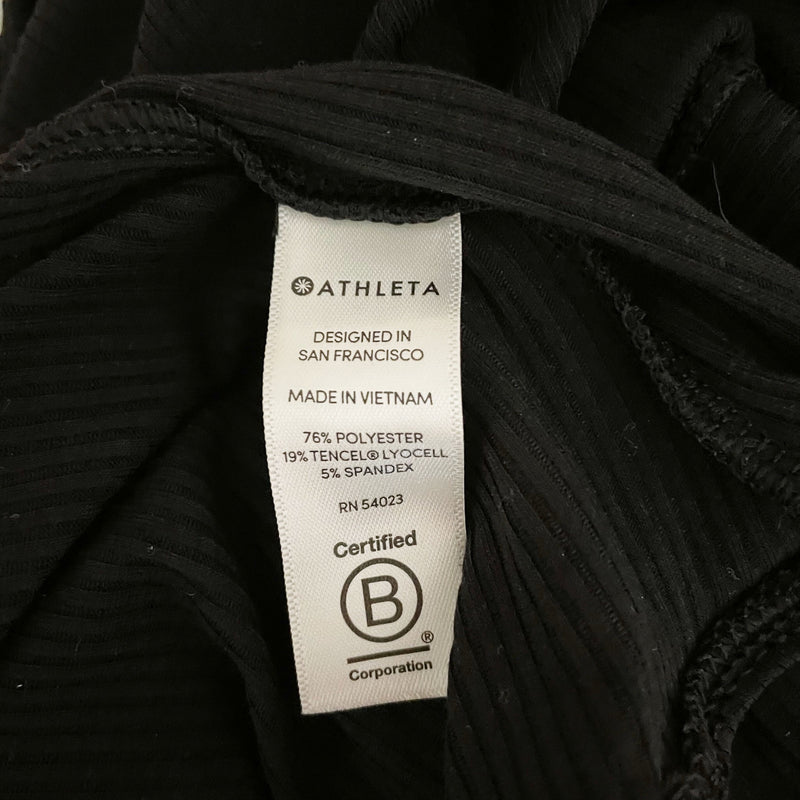 ATHLETA
DESIGNED IN
SAN FRANCISCO
MADE IN VIETNAM
76% POLYESTER
19% TENCEL® LYOCELL
5% SPANDEX
RN 54023
Certified
B
®
Corporation